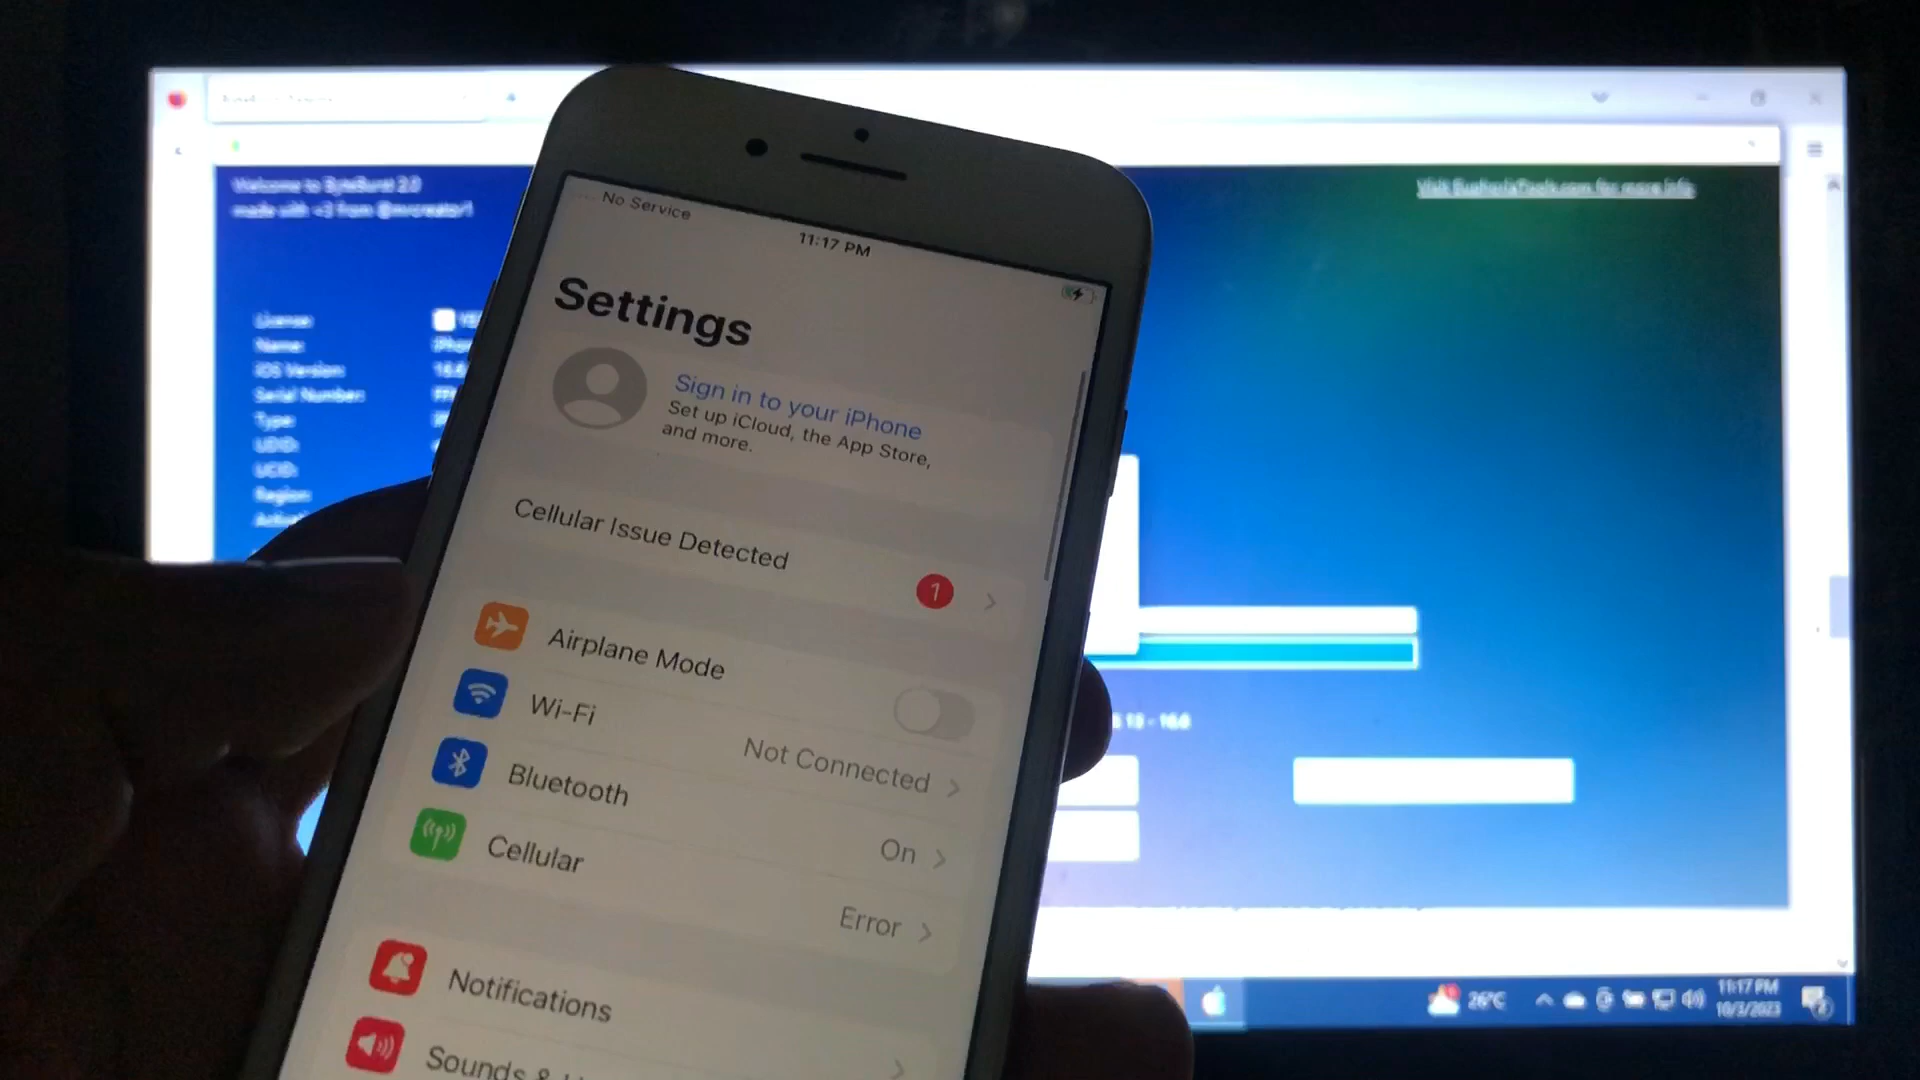 Welcome to ByteBurst 2.0
made with <3 from @mrcreator1
Visit EuphoriaTools.com for more info
License:
Name:
iOS Version:
Serial Number:
Type:
UDID:
UCID:
Region:
No Service
11:17 PM
Settings
Sign in to your iPhone
Set up iCloud, the App Store,
and more.
Cellular Issue Detected
1
Airplane Mode
Wi-Fi
Not Connected
Bluetooth
On
Cellular
Error
Notifications
Sounds &
26°C
11:17 PM
10/3/2023